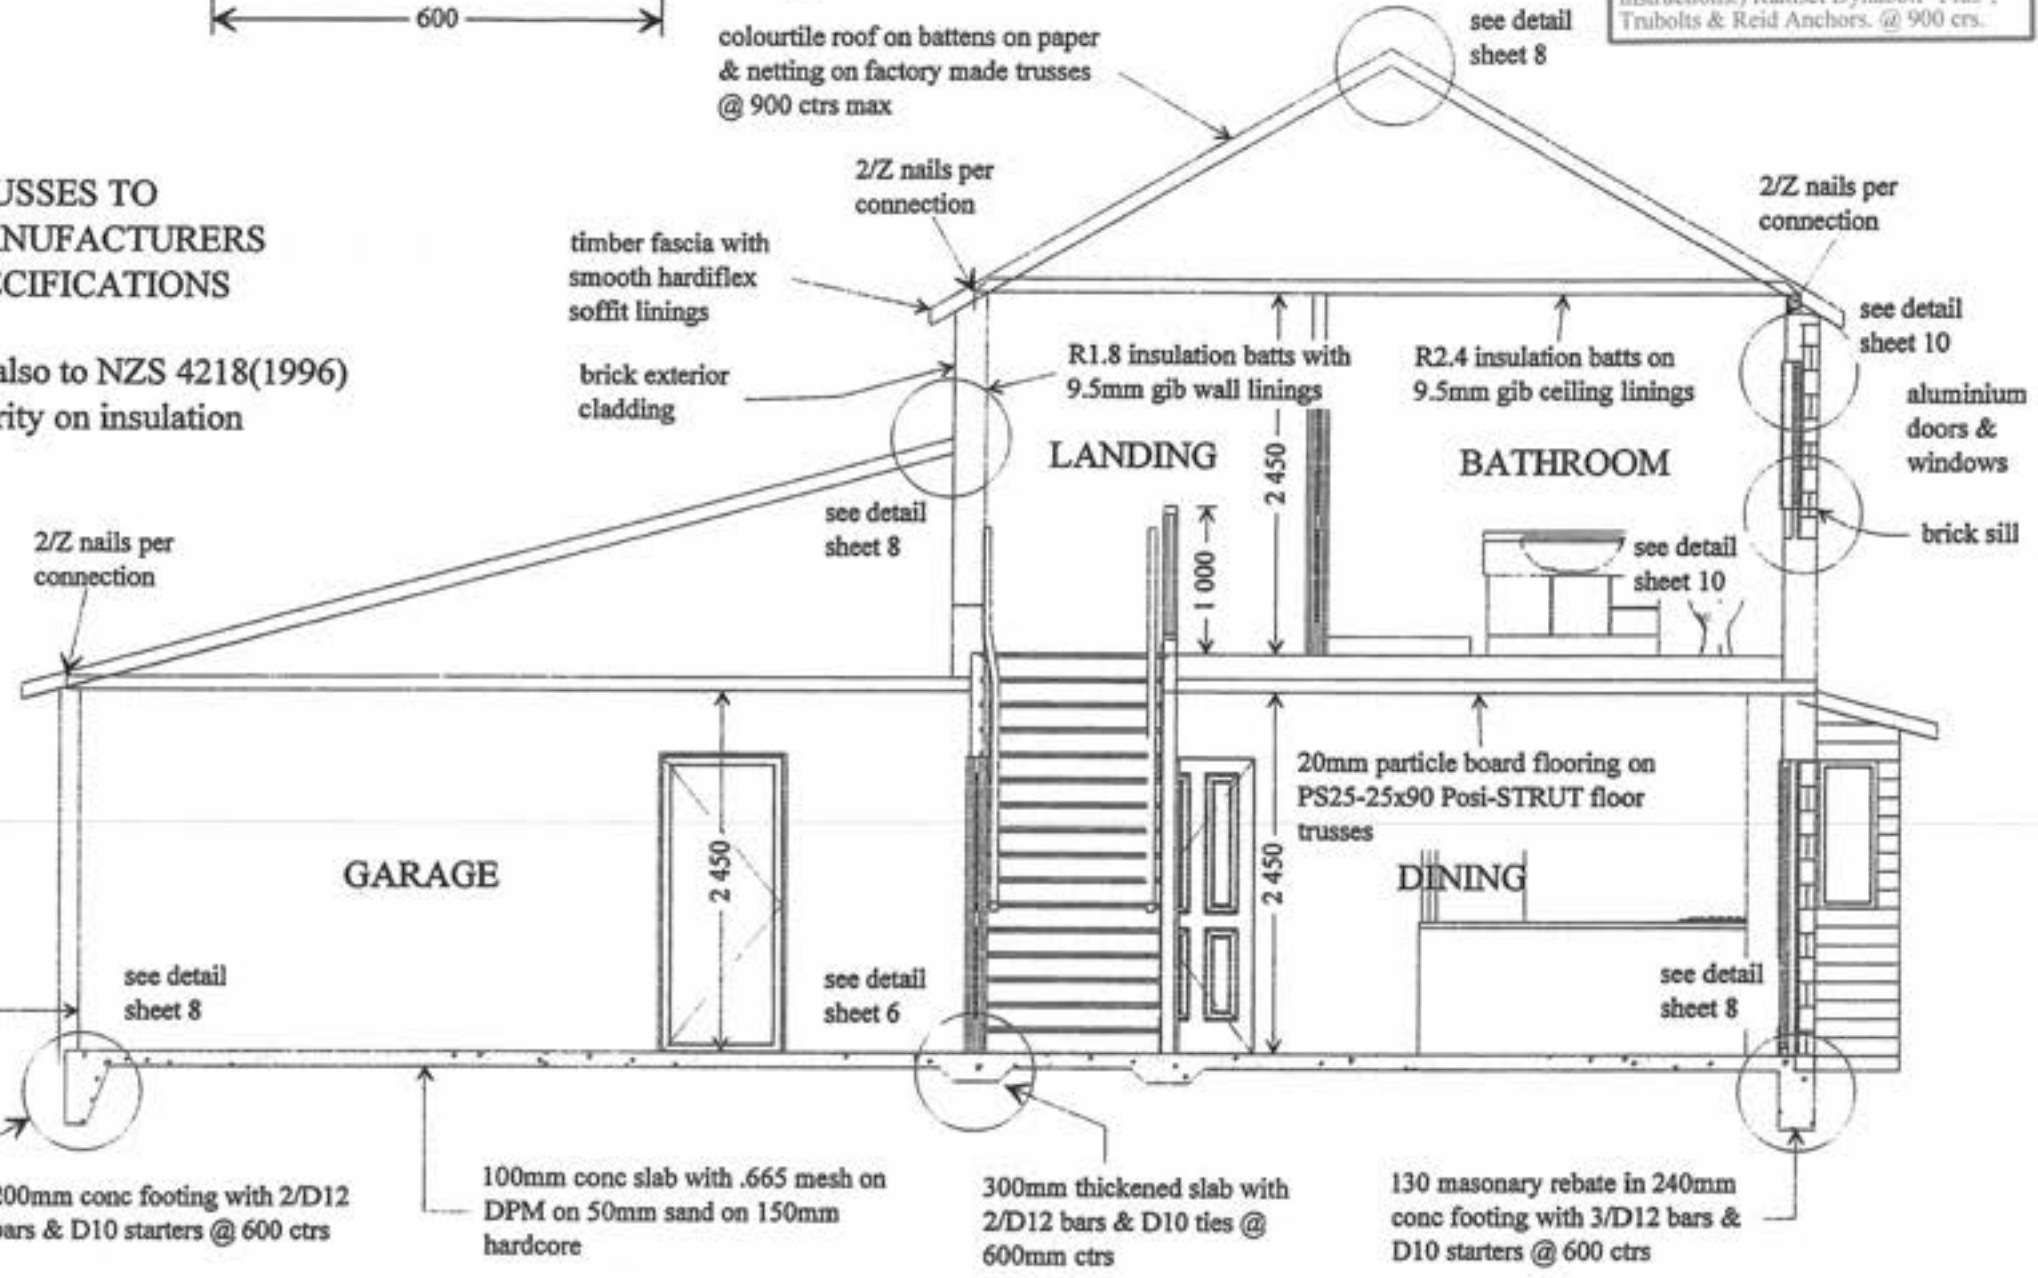 600
colourtile roof on battens on paper
& netting on factory made trusses
@ 900 ctrs max
see detail
sheet 8
Trubolts & Reid Anchors. @ 900 crs.
2/Z nails per
connection
2/Z nails per
connection
USSES TO
NUFACTURERS
CIFICATIONS
timber fascia with
smooth hardiflex
soffit linings
see detail
sheet 10
also to NZS 4218(1996)
rity on insulation
brick exterior
cladding
R1.8 insulation batts with
9.5mm gib wall linings
R2.4 insulation batts on
9.5mm gib ceiling linings
aluminium
doors &
windows
LANDING
2 450
BATHROOM
see detail
sheet 8
brick sill
2/Z nails per
connection
1 000
see detail
sheet 10
20mm particle board flooring on
PS25-25x90 Posi-STRUT floor
trusses
GARAGE
2 450
2 450
DINING
see detail
sheet 8
see detail
sheet 6
see detail
sheet 8
200mm conc footing with 2/D12
bars & D10 starters @ 600 ctrs
100mm conc slab with .665 mesh on
DPM on 50mm sand on 150mm
hardcore
300mm thickened slab with
2/D12 bars & D10 ties @
600mm ctrs
130 masonary rebate in 240mm
conc footing with 3/D12 bars &
D10 starters @ 600 ctrs